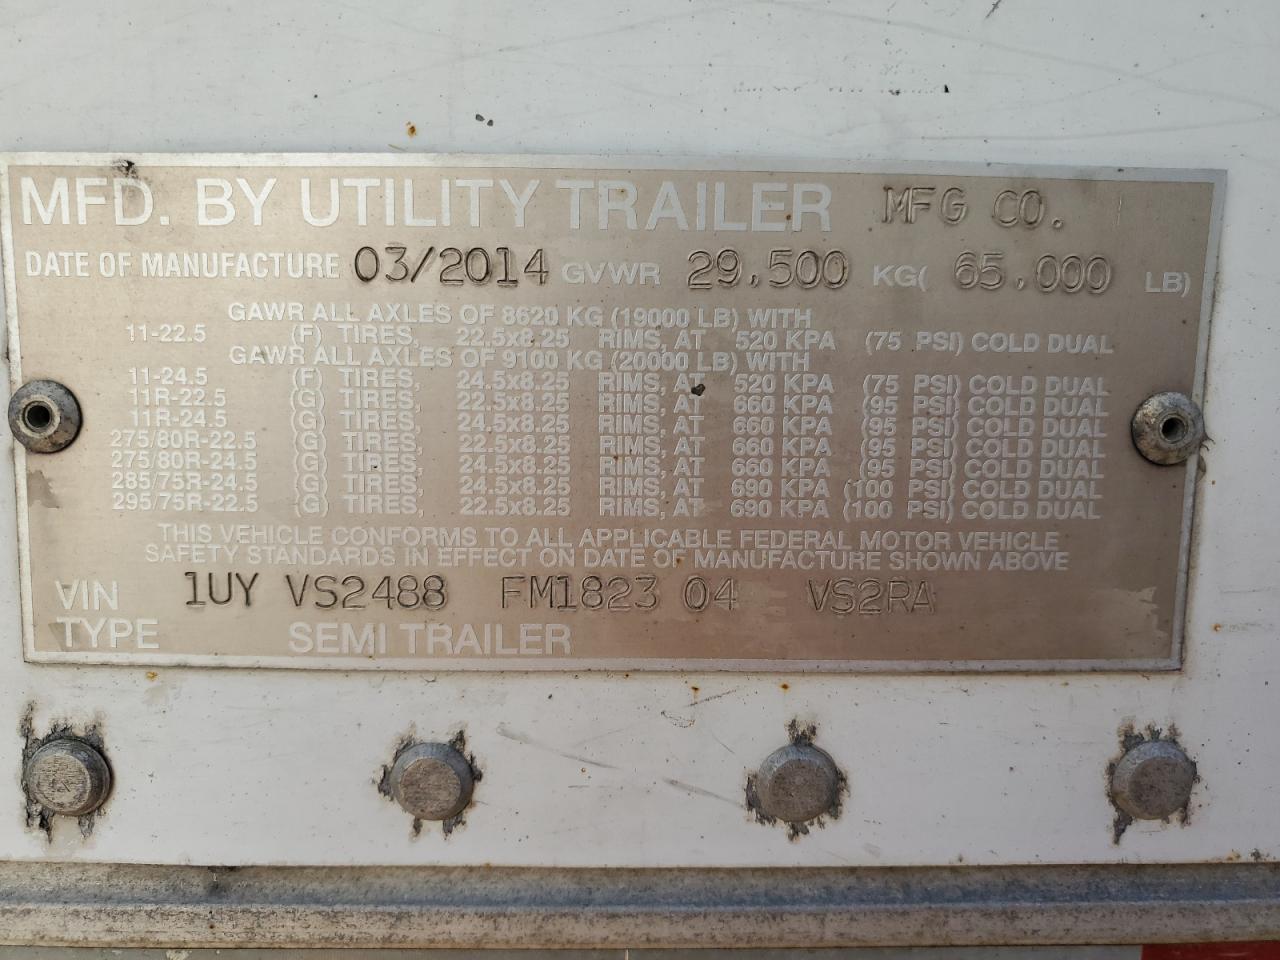 MFD. BY UTILITY TRAILER MFG CO.
DATE OF MANUFACTURE 03/2014 GVWR 29,500 KG( 65,000 LB)
GAWR ALL AXLES OF 8620 KG (19000 LB) WITH
11-22.5 (F) TIRES, 22.5x8.25 RIMS, AT 520 KPA (75 PSI) COLD DUAL
GAWR ALL AXLES OF 9100 KG (20000 LB) WITH
11-24.5 (F) TIRES, 24.5x8.25 RIMS, AT 520 KPA (75 PSI) COLD DUAL
11R-22.5 (G) TIRES, 22.5x8.25 RIMS, AT 660 KPA (95 PSI) COLD DUAL
11R-24.5 (G) TIRES, 24.5x8.25 RIMS, AT 660 KPA (95 PSI) COLD DUAL
275/80R-22.5 (G) TIRES, 22.5x8.25 RIMS, AT 660 KPA (95 PSI) COLD DUAL
275/80R-24.5 (G) TIRES, 24.5x8.25 RIMS, AT 660 KPA (95 PSI) COLD DUAL
285/75R-24.5 (G) TIRES, 24.5x8.25 RIMS, AT 690 KPA (100 PSI) COLD DUAL
295/75R-22.5 (G) TIRES, 22.5x8.25 RIMS, AT 690 KPA (100 PSI) COLD DUAL
THIS VEHICLE CONFORMS TO ALL APPLICABLE FEDERAL MOTOR VEHICLE
SAFETY STANDARDS IN EFFECT ON DATE OF MANUFACTURE SHOWN ABOVE
VIN 1UY VS2488 FM1823 04 VS2RA
TYPE SEMI TRAILER